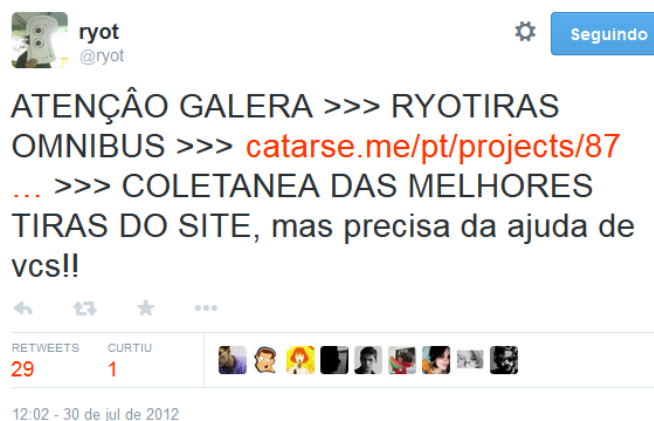 ryot
@ryot
Seguindo
ATENÇÂO GALERA >>> RYOTIRAS
OMNIBUS >>> catarse.me/pt/projects/87
... >>> COLETANEA DAS MELHORES
TIRAS DO SITE, mas precisa da ajuda de
vcs!!
RETWEETS CURTIU
29 1
12:02 - 30 de jul de 2012